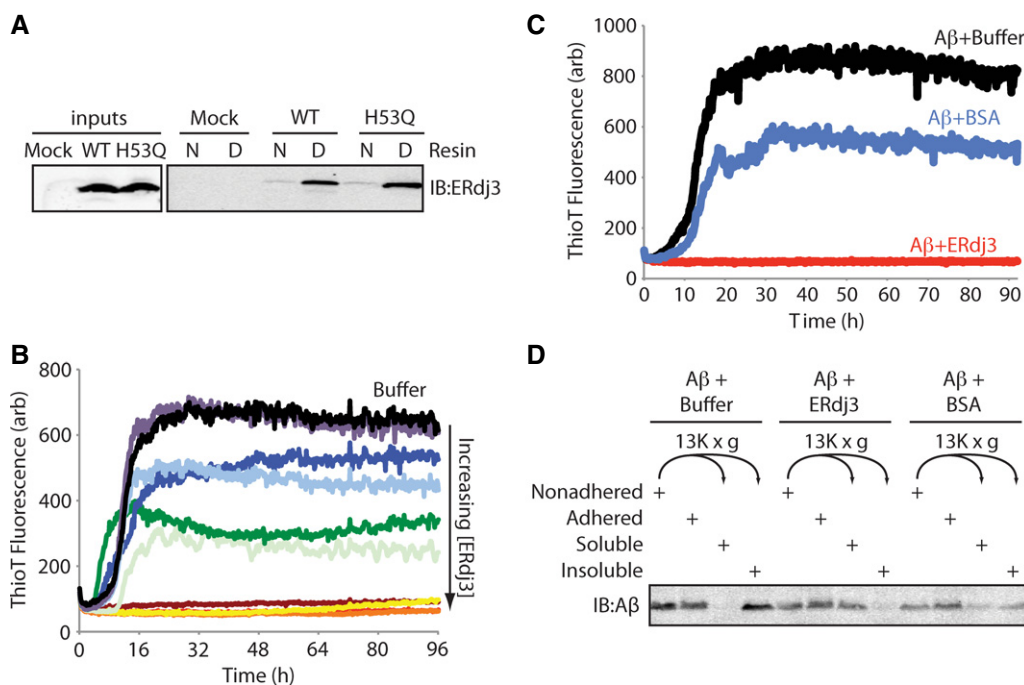 A
inputs Mock WT H53Q
Mock WT H53Q N D N D N D Resin
IB:ERdj3
B
ThioT Fluorescence (arb)
800
600
400
200
0
0 16 32 48 64 80 96
Time (h)
Buffer
Increasing [ERdj3]
C
ThioT Fluorescence (arb)
1000
800
600
400
200
0
0 10 20 30 40 50 60 70 80 90
Time (h)
Aβ+Buffer
Aβ+BSA
Aβ+ERdj3
D
Aβ + Aβ + Aβ +
Buffer ERdj3 BSA
13K x g 13K x g 13K x g
Nonadhered + + +
Adhered + + +
Soluble + + +
Insoluble + + +
IB:Aβ